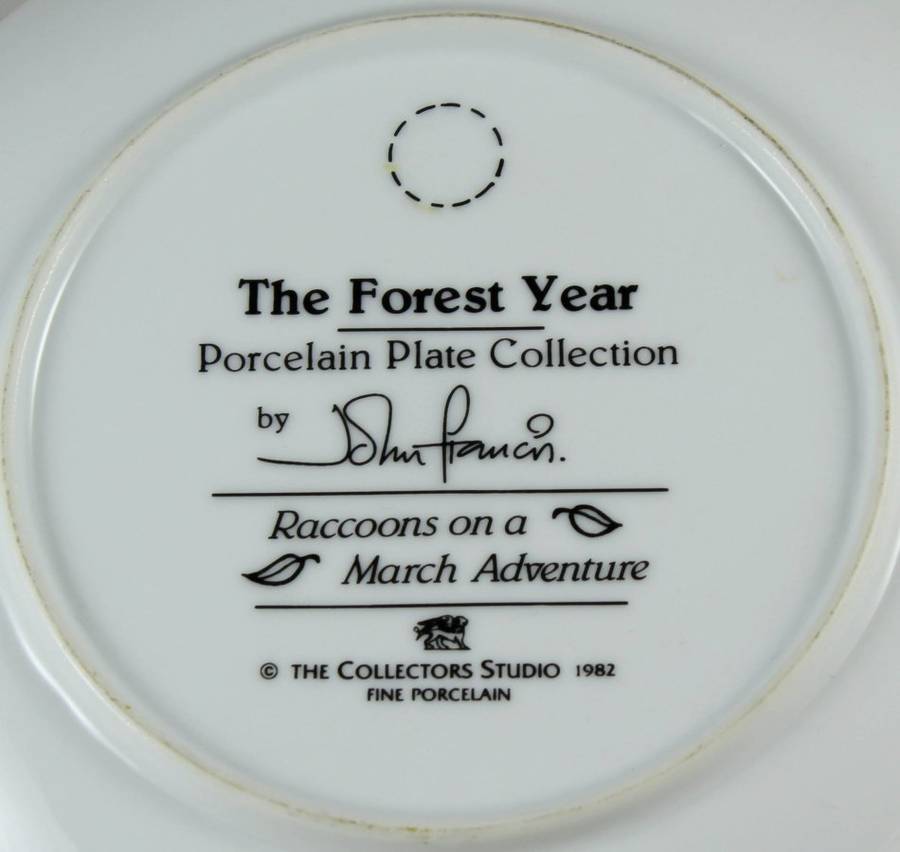 The Forest Year
Porcelain Plate Collection
by John Francis.
Raccoons on a
March Adventure
© THE COLLECTORS STUDIO 1982
FINE PORCELAIN